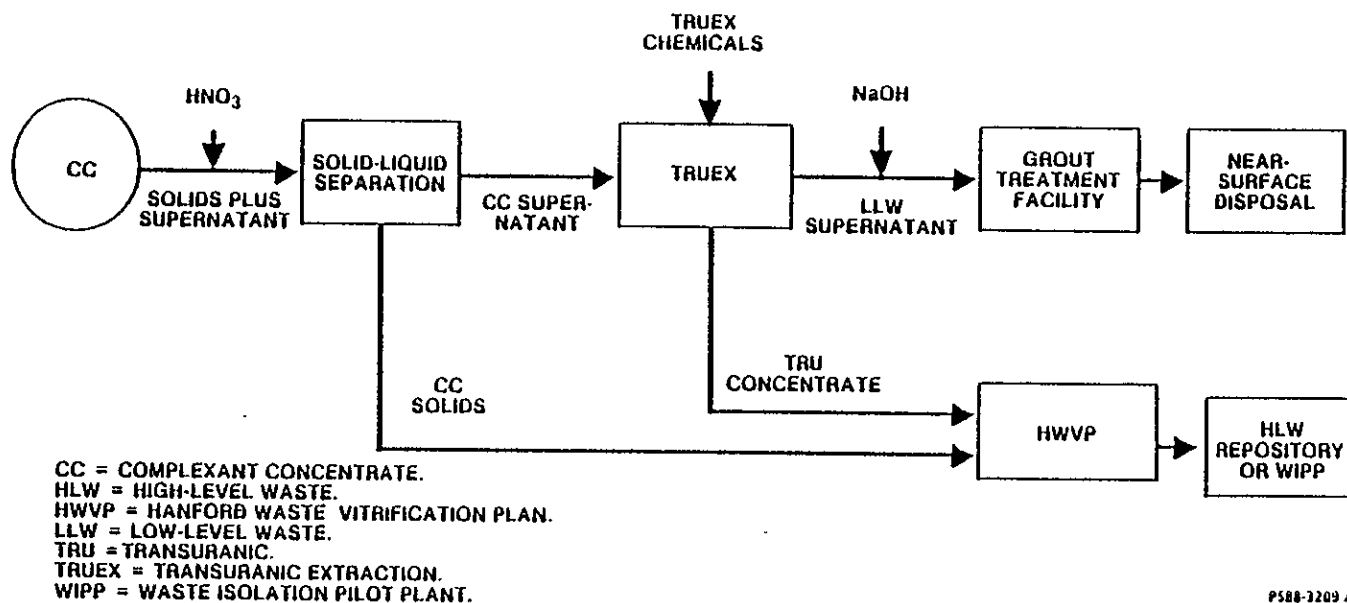 TRUEX
CHEMICALS
HNO3
NaOH
CC
SOLID-LIQUID
SEPARATION
TRUEX
GROUT
TREATMENT
FACILITY
NEAR-
SURFACE
DISPOSAL
SOLIDS PLUS
SUPERNATANT
CC SUPER-
NATANT
LLW
SUPERNATANT
CC
SOLIDS
TRU
CONCENTRATE
HWVP
HLW
REPOSITORY
OR WIPP
CC = COMPLEXANT CONCENTRATE.
HLW = HIGH-LEVEL WASTE.
HWVP = HANFORD WASTE VITRIFICATION PLAN.
LLW = LOW-LEVEL WASTE.
TRU = TRANSURANIC.
TRUEX = TRANSURANIC EXTRACTION.
WIPP = WASTE ISOLATION PILOT PLANT.
PS88-3209